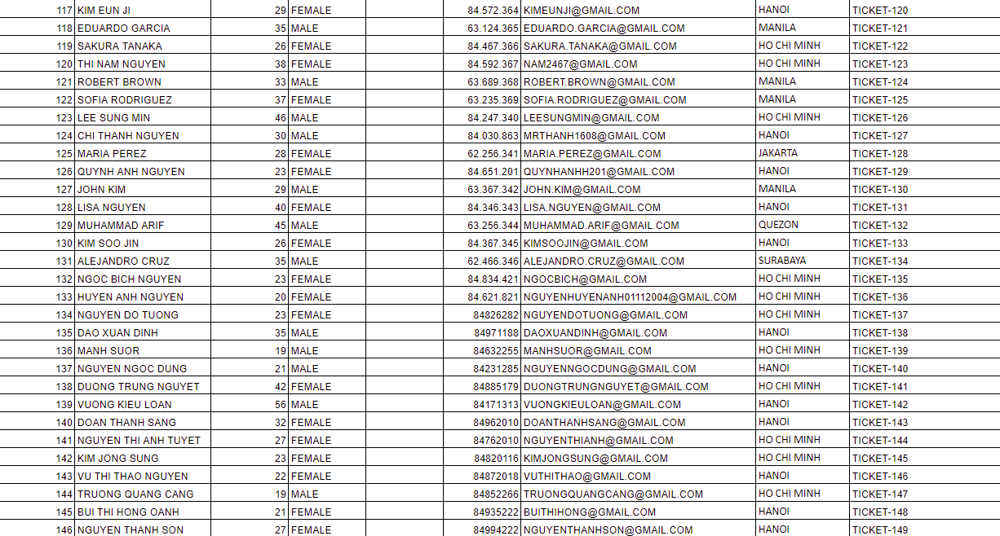 117 KIM EUN JI 29 FEMALE 84.572.364 KIMEUNJI@GMAIL.COM HANOI TICKET-120
118 EDUARDO GARCIA 35 MALE 63.124.365 EDUARDO.GARCIA@GMAIL.COM MANILA TICKET-121
119 SAKURA TANAKA 26 FEMALE 84.467.366 SAKURA.TANAKA@GMAIL.COM HO CHI MINH TICKET-122
120 THI NAM NGUYEN 38 FEMALE 84.592.367 NAM2467@GMAIL.COM HO CHI MINH TICKET-123
121 ROBERT BROWN 33 MALE 63.689.368 ROBERT.BROWN@GMAIL.COM MANILA TICKET-124
122 SOFIA RODRIGUEZ 37 FEMALE 63.235.369 SOFIA.RODRIGUEZ@GMAIL.COM MANILA TICKET-125
123 LEE SUNG MIN 46 MALE 84.247.340 LEESUNGMIN@GMAIL.COM HO CHI MINH TICKET-126
124 CHI THANH NGUYEN 30 MALE 84.030.863 MRTHANH1608@GMAIL.COM HANOI TICKET-127
125 MARIA PEREZ 28 FEMALE 62.256.341 MARIA.PEREZ@GMAIL.COM JAKARTA TICKET-128
126 QUYNH ANH NGUYEN 23 FEMALE 84.651.201 QUYNHANHH201@GMAIL.COM HANOI TICKET-129
127 JOHN KIM 29 MALE 63.367.342 JOHN.KIM@GMAIL.COM MANILA TICKET-130
128 LISA NGUYEN 40 FEMALE 84.346.343 LISA.NGUYEN@GMAIL.COM HANOI TICKET-131
129 MUHAMMAD ARIF 45 MALE 63.256.344 MUHAMMAD.ARIF@GMAIL.COM QUEZON TICKET-132
130 KIM SOO JIN 26 FEMALE 84.367.345 KIMSOOJIN@GMAIL.COM HANOI TICKET-133
131 ALEJANDRO CRUZ 35 MALE 62.466.346 ALEJANDRO.CRUZ@GMAIL.COM SURABAYA TICKET-134
132 NGOC BICH NGUYEN 23 FEMALE 84.834.421 NGOCBICH@GMAIL.COM HO CHI MINH TICKET-135
133 HUYEN ANH NGUYEN 20 FEMALE 84.621.821 NGUYENHUYENANH01112004@GMAIL.COM HO CHI MINH TICKET-136
134 NGUYEN DO TUONG 23 FEMALE 84826282 NGUYENDOTUONG@GMAIL.COM HO CHI MINH TICKET-137
135 DAO XUAN DINH 35 MALE 84971188 DAOXUANDINH@GMAIL.COM HANOI TICKET-138
136 MANH SUOR 19 MALE 84632255 MANHSUOR@GMAIL.COM HO CHI MINH TICKET-139
137 NGUYEN NGOC DUNG 21 MALE 84231285 NGUYENNGOCDUNG@GMAIL.COM HANOI TICKET-140
138 DUONG TRUNG NGUYET 42 FEMALE 84885179 DUONGTRUNGNGUYET@GMAIL.COM HO CHI MINH TICKET-141
139 VUONG KIEU LOAN 56 MALE 84171313 VUONGKIEULOAN@GMAIL.COM HANOI TICKET-142
140 DOAN THANH SANG 32 FEMALE 84962010 DOANTHANHSANG@GMAIL.COM HANOI TICKET-143
141 NGUYEN THI ANH TUYET 27 FEMALE 84762010 NGUYENTHIANH@GMAIL.COM HO CHI MINH TICKET-144
142 KIM JONG SUNG 23 FEMALE 84820116 KIMJONGSUNG@GMAIL.COM HO CHI MINH TICKET-145
143 VU THI THAO NGUYEN 22 FEMALE 84872018 VUTHITHAO@GMAIL.COM HANOI TICKET-146
144 TRUONG QUANG CANG 19 MALE 84852266 TRUONGQUANGCANG@GMAIL.COM HO CHI MINH TICKET-147
145 BUI THI HONG OANH 21 FEMALE 84935222 BUITHIHONG@GMAIL.COM HANOI TICKET-148
146 NGUYEN THANH SON 27 FEMALE 84994222 NGUYENTHANHSON@GMAIL.COM HANOI TICKET-149